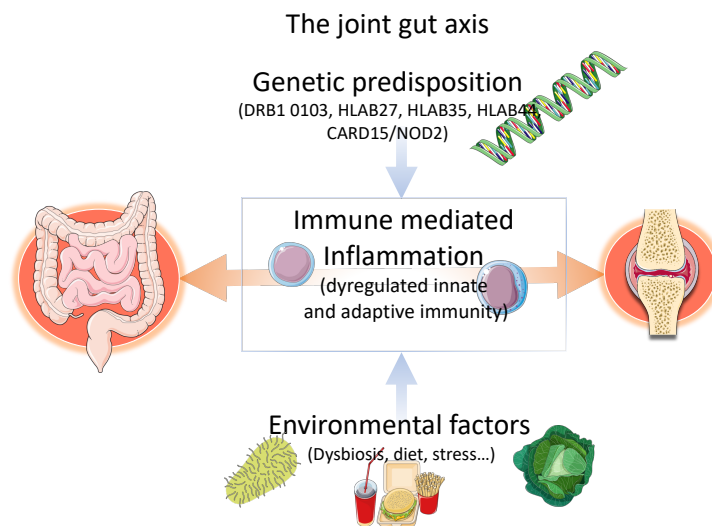 The joint gut axis
Genetic predisposition
(DRB1 0103, HLAB27, HLAB35, HLAB44,
CARD15/NOD2)
Immune mediated
Inflammation
(dyregulated innate
and adaptive immunity)
Environmental factors
(Dysbiosis, diet, stress…)